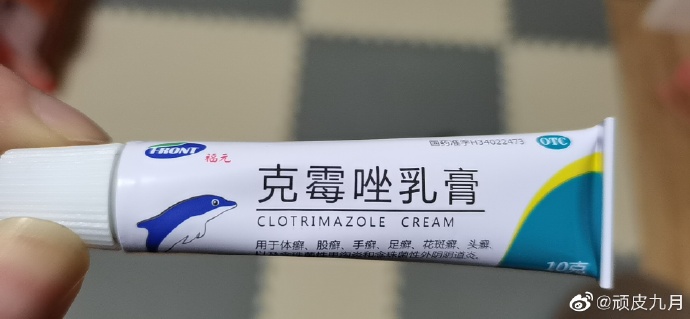 FRONT 福元
国药准字H34022473 OTC
克霉唑乳膏
CLOTRIMAZOLE CREAM
用于体癣、股癣、手癣、足癣、花斑癣、头癣、
10克
@顽皮九月